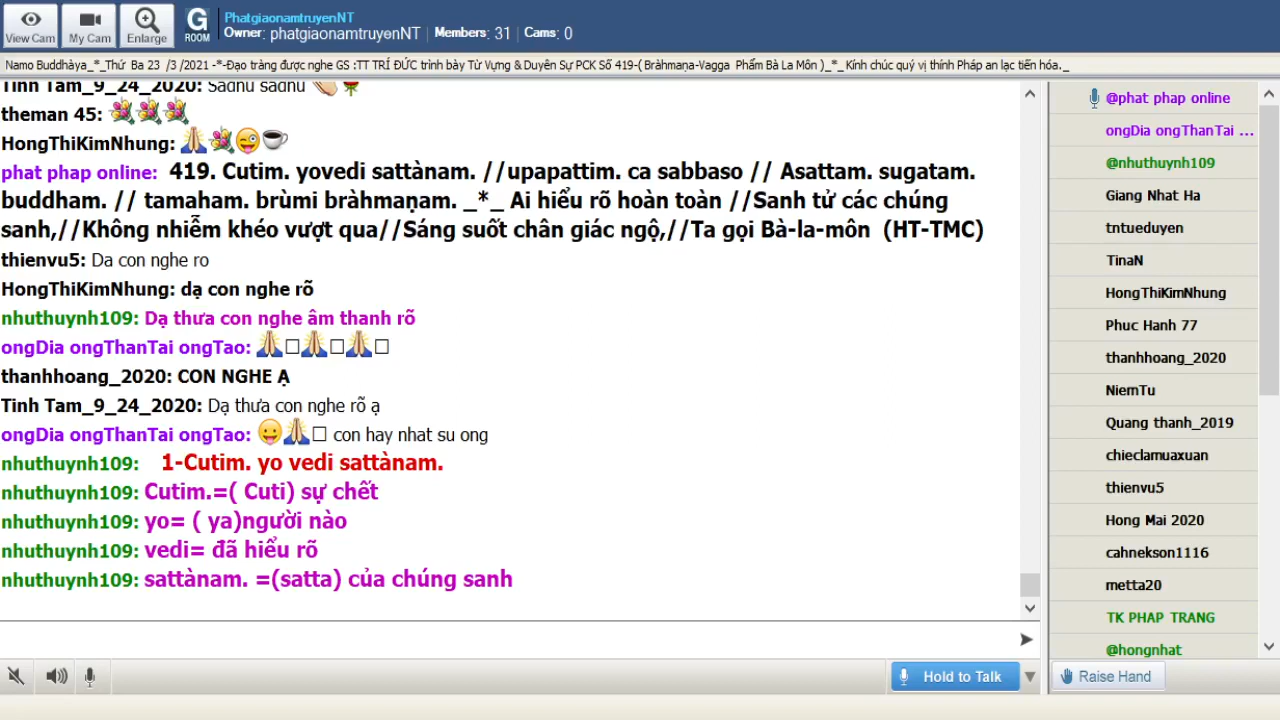 View Cam
My Cam
Enlarge
G
ROOM
PhatgiaonamtruyenNT
Owner: phatgiaonamtruyenNT | Members: 31 | Cams: 0
Namo Buddhàya_*_Thứ Ba 23 /3 /2021 -*-Đạo tràng được nghe GS :TT TRÍ ĐỨC trình bày Từ Vựng & Duyên Sự PCK Số 419-( Bràhmaṇa-Vagga Phẩm Bà La Môn )_*_ Kính chúc quý vị thính Pháp an lạc tiến hóa._
Tinh Tam_9_24_2020: Sadhu sadhu
theman 45:
HongThiKimNhung:
phat phap online: 419. Cutim. yovedi sattànam. //upapattim. ca sabbaso // Asattam. sugatam.
buddham. // tamaham. brùmi bràhmaṇam. _*_ Ai hiểu rõ hoàn toàn //Sanh tử các chúng
sanh,//Không nhiễm khéo vượt qua//Sáng suốt chân giác ngộ,//Ta gọi Bà-la-môn (HT-TMC)
thienvu5: Da con nghe ro
HongThiKimNhung: dạ con nghe rõ
nhuthuynh109: Dạ thưa con nghe âm thanh rõ
ongDia ongThanTai ongTao:
thanhhoang_2020: CON NGHE Ạ
Tinh Tam_9_24_2020: Dạ thưa con nghe rõ ạ
ongDia ongThanTai ongTao: con hay nhat su ong
nhuthuynh109: 1-Cutim. yo vedi sattànam.
nhuthuynh109: Cutim.=( Cuti) sự chết
nhuthuynh109: yo= ( ya)người nào
nhuthuynh109: vedi= đã hiểu rõ
nhuthuynh109: sattànam. =(satta) của chúng sanh
@phat phap online
ongDia ongThanTai ...
@nhuthuynh109
Giang Nhat Ha
tntueduyen
TinaN
HongThiKimNhung
Phuc Hanh 77
thanhhoang_2020
NiemTu
Quang thanh_2019
chieclamuaxuan
thienvu5
Hong Mai 2020
cahnekson1116
metta20
TK PHAP TRANG
@hongnhat
Hold to Talk
Raise Hand